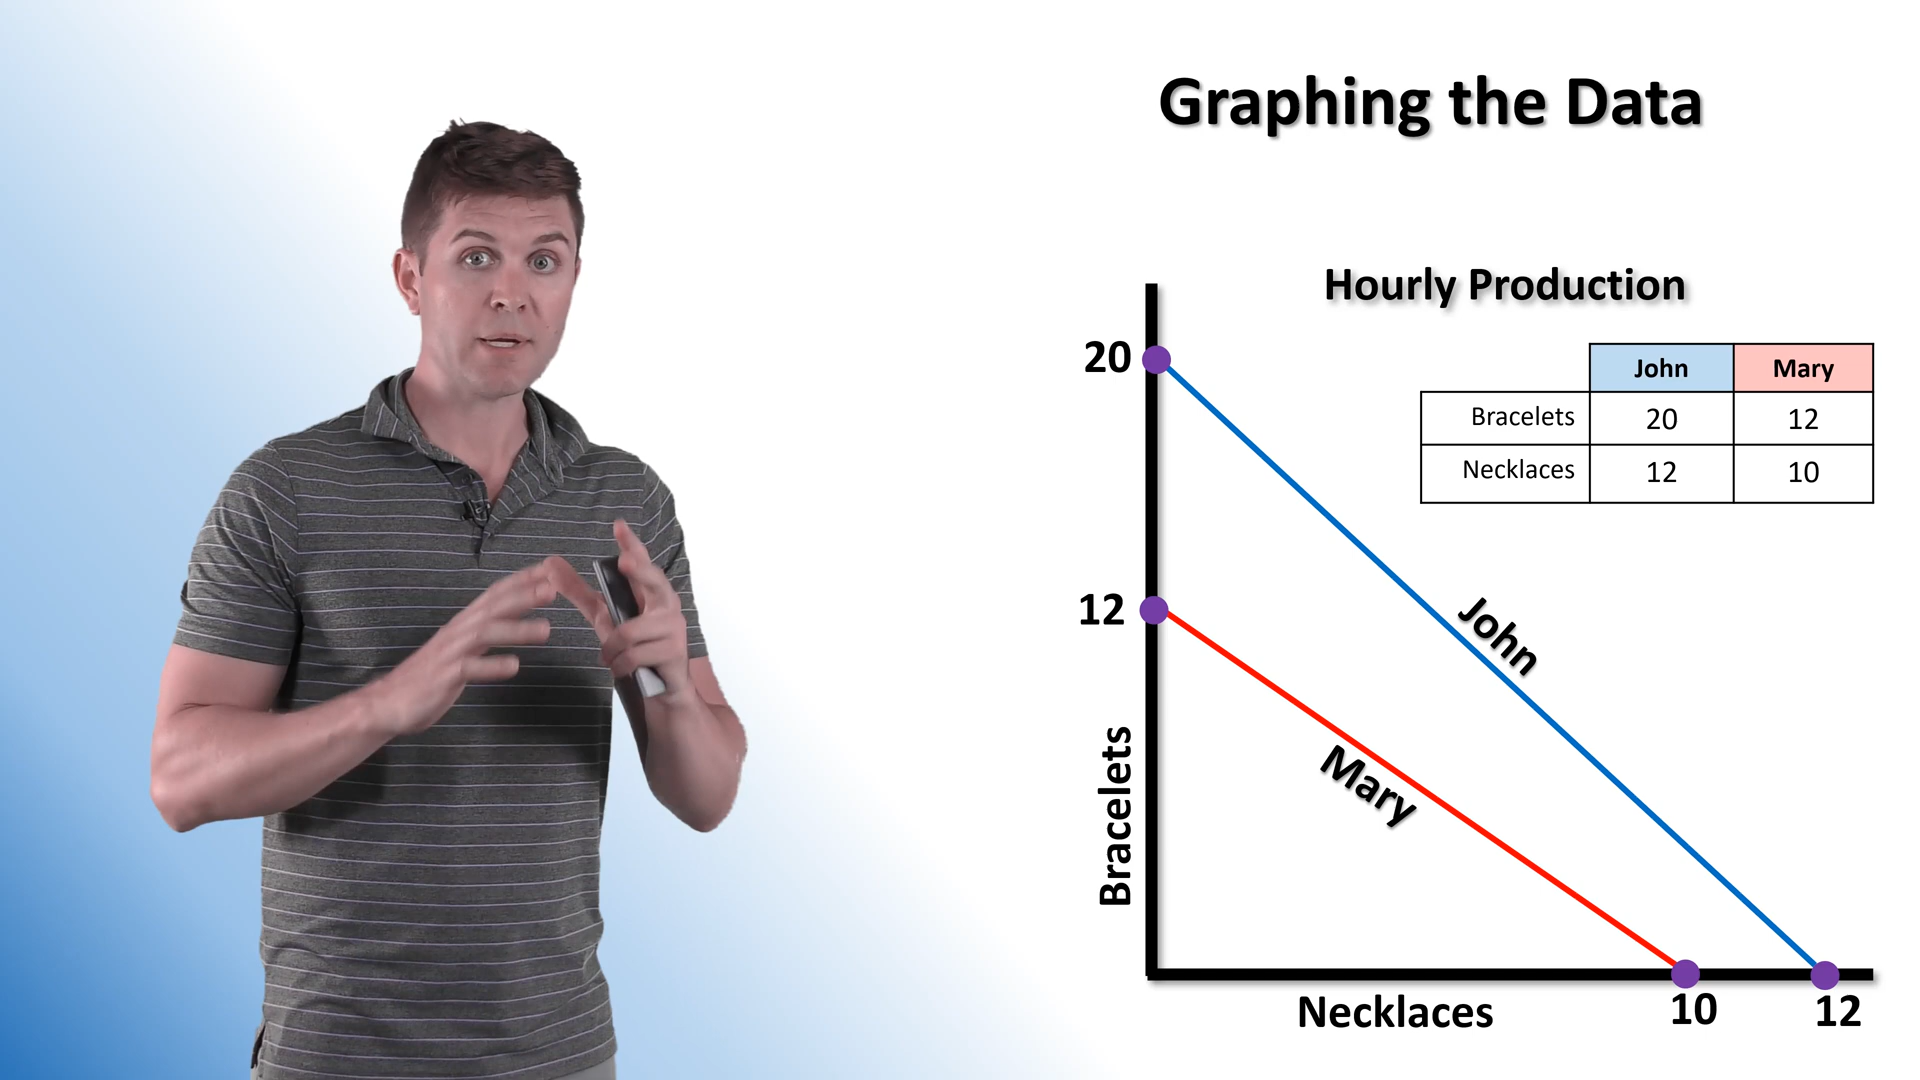 Graphing the Data
Hourly Production
John Mary
Bracelets 20 12
Necklaces 12 10
20
12
John
Mary
Bracelets
Necklaces
10
12